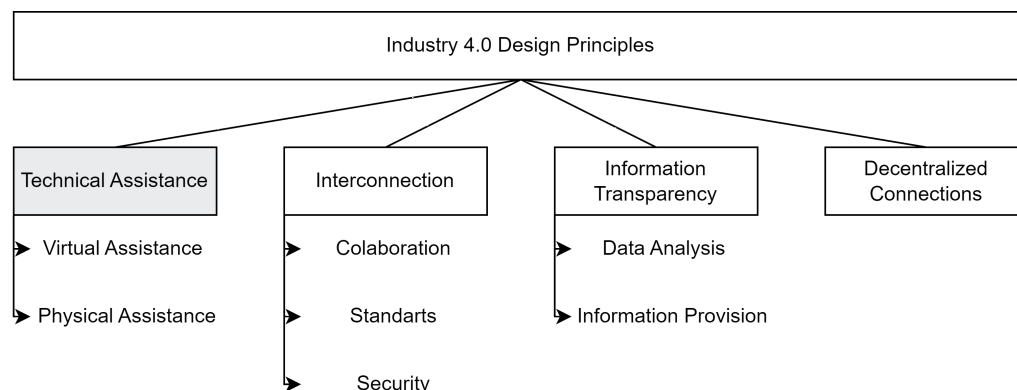 Industry 4.0 Design Principles
Technical Assistance
Interconnection
Information
Transparency
Decentralized
Connections
Virtual Assistance
Colaboration
Data Analysis
Physical Assistance
Standarts
Information Provision
Security